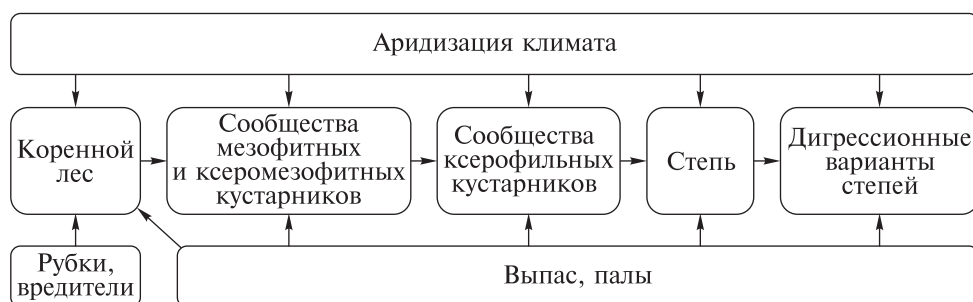 Аридизация климата
Коренной
лес
Сообщества
мезофитных
и ксеромезофитных
кустарников
Сообщества
ксерофильных
кустарников
Степь
Дигрессионные
варианты
степей
Рубки,
вредители
Выпас, палы